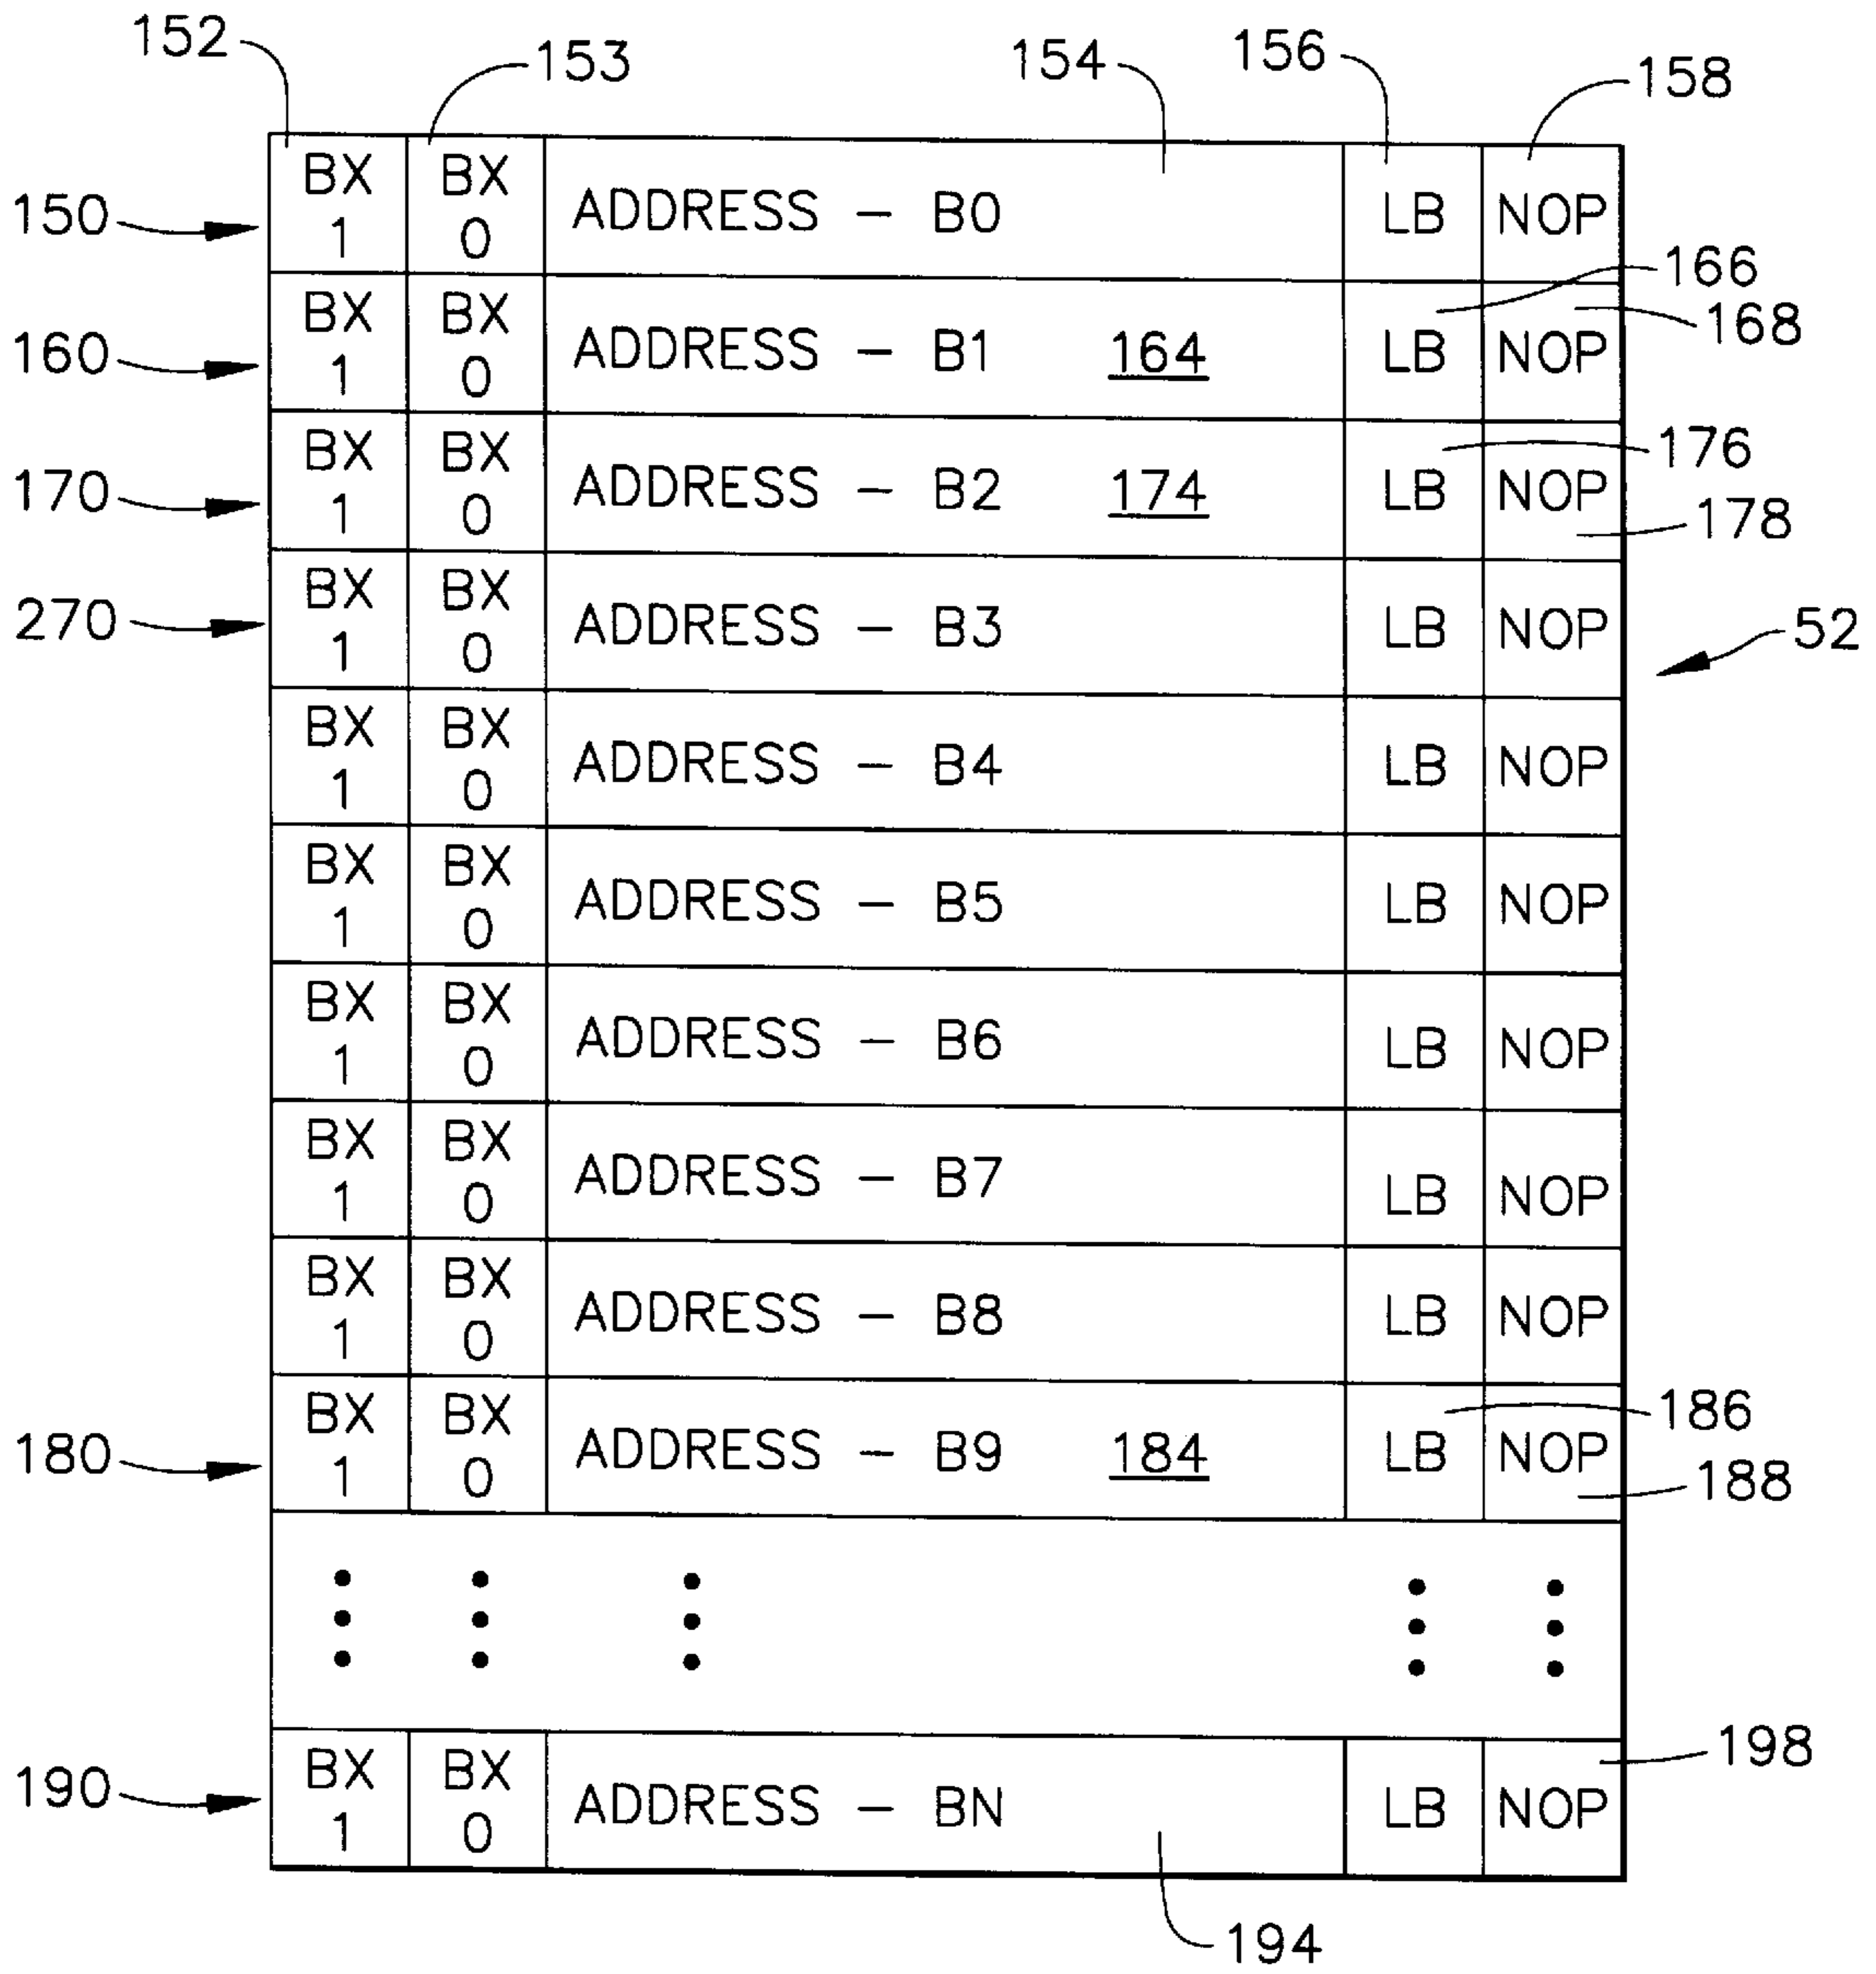 152 153 154 156 158
150 BX 1 BX 0 ADDRESS - B0 LB NOP
166
160 BX 1 BX 0 ADDRESS - B1 164 LB NOP 168
176
170 BX 1 BX 0 ADDRESS - B2 174 LB NOP 178
270 BX 1 BX 0 ADDRESS - B3 LB NOP 52
BX 1 BX 0 ADDRESS - B4 LB NOP
BX 1 BX 0 ADDRESS - B5 LB NOP
BX 1 BX 0 ADDRESS - B6 LB NOP
BX 1 BX 0 ADDRESS - B7 LB NOP
BX 1 BX 0 ADDRESS - B8 LB NOP
186
180 BX 1 BX 0 ADDRESS - B9 184 LB NOP 188
198
190 BX 1 BX 0 ADDRESS - BN LB NOP
194